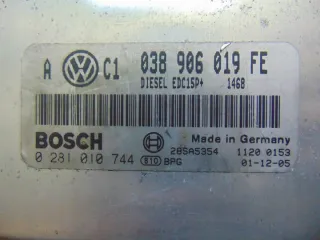 A C1 038 906 019 FE
DIESEL EDC15P+ 1468
BOSCH Made in Germany
28SA5354 1120 0153
0 281 010 744 E10 BPG 01-12-05